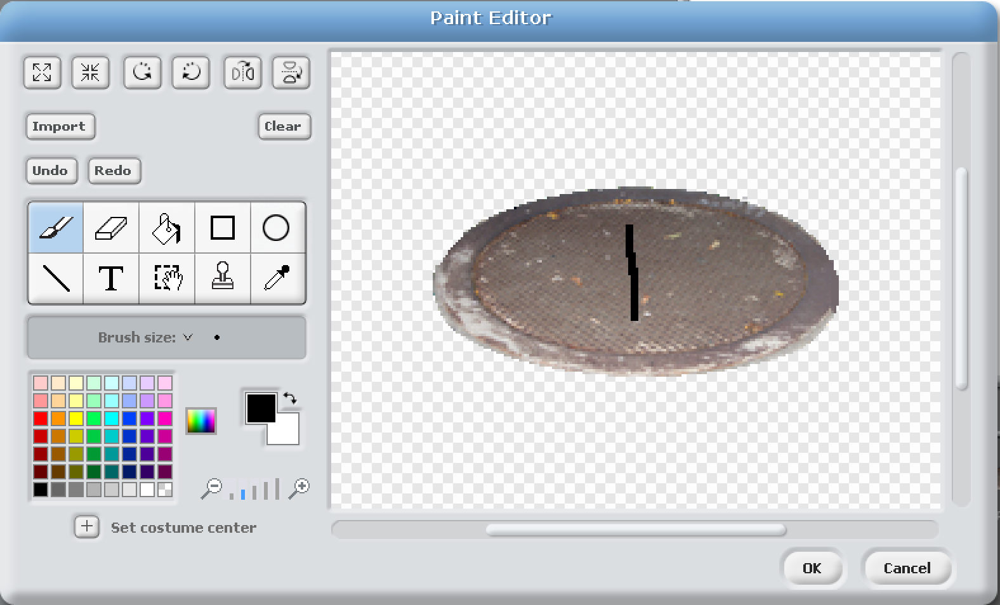 Paint Editor
Import
Clear
Undo
Redo
T
Brush size:
Set costume center
OK
Cancel